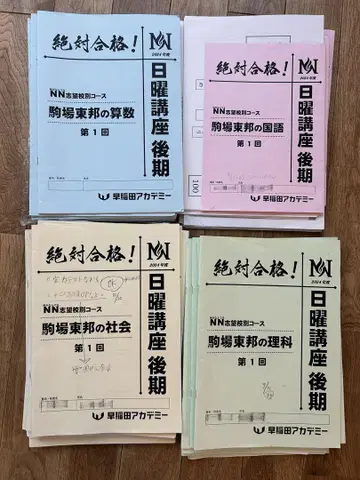 絶対合格!
NN
2024年度
日曜講座 後期
NN志望校別コース
駒場東邦の算数
第1回
早稲田アカデミー
絶対合格!
NN
2024年度
日曜講座 後期
NN志望校別コース
駒場東邦の国語
第1回
100
早稲田アカデミー
絶対合格!
NN
2024年度
日曜講座 後期
OK
NN志望校別コース
駒場東邦の社会
第1回
早稲田アカデミー
絶対合格!
NN
2024年度
日曜講座 後期
NN志望校別コース
駒場東邦の理科
第1回
早稲田アカデミー